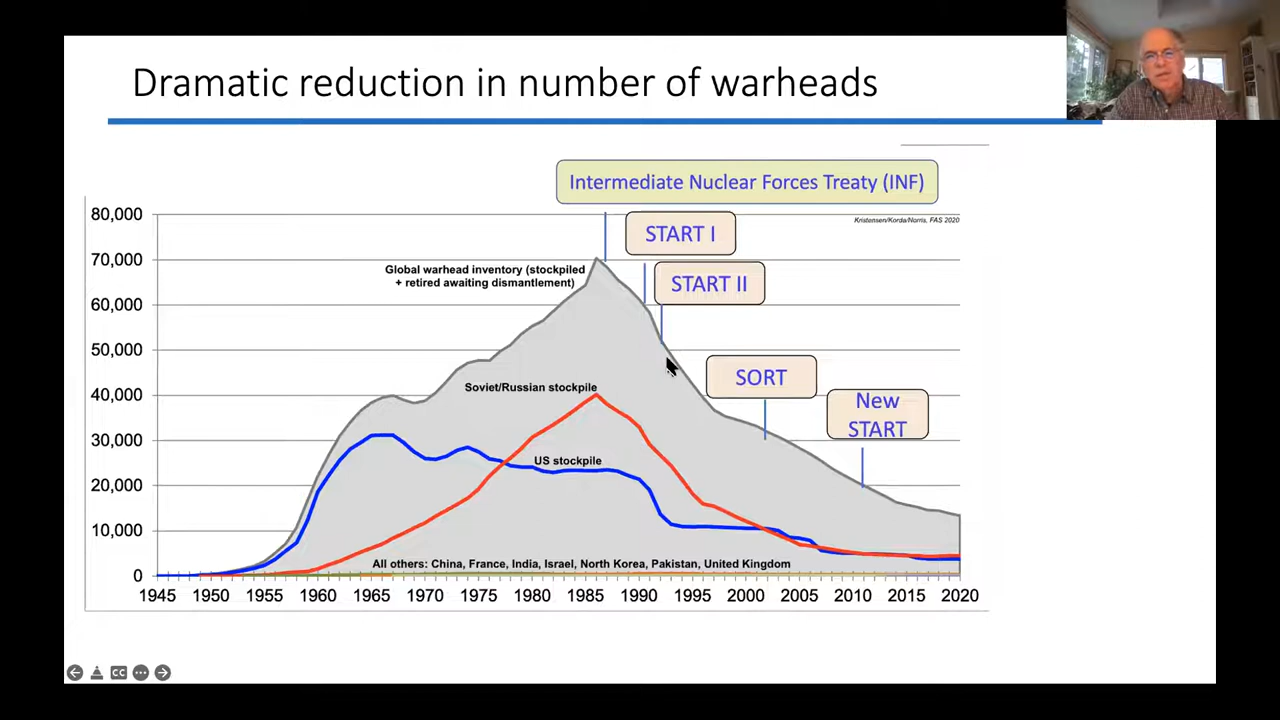 Dramatic reduction in number of warheads
Intermediate Nuclear Forces Treaty (INF)
Kristensen/Korda/Norris, FAS 2020
START I
START II
SORT
New
START
Global warhead inventory (stockpiled
+ retired awaiting dismantlement)
Soviet/Russian stockpile
US stockpile
All others: China, France, India, Israel, North Korea, Pakistan, United Kingdom
80,000
70,000
60,000
50,000
40,000
30,000
20,000
10,000
0
1945 1950 1955 1960 1965 1970 1975 1980 1985 1990 1995 2000 2005 2010 2015 2020
CC